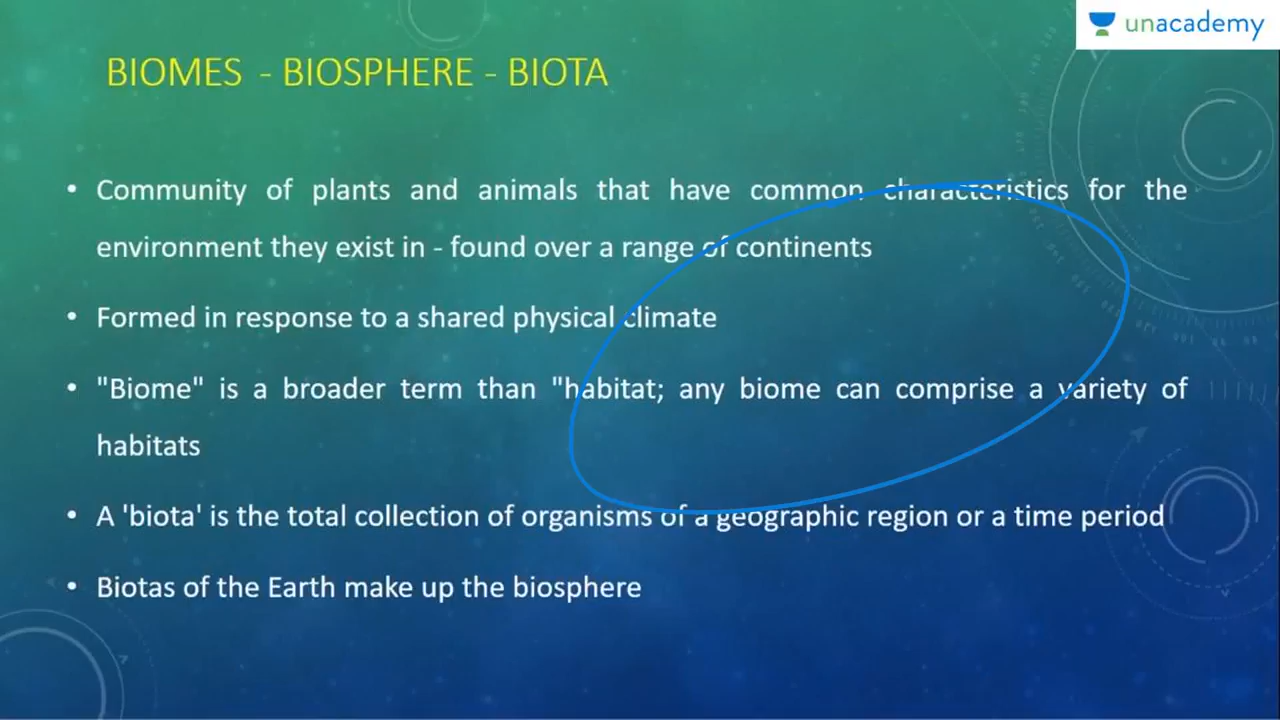 unacademy
BIOMES - BIOSPHERE - BIOTA
• Community of plants and animals that have common characteristics for the
environment they exist in - found over a range of continents
• Formed in response to a shared physical climate
• "Biome" is a broader term than "habitat; any biome can comprise a variety of
habitats
• A 'biota' is the total collection of organisms of a geographic region or a time period
• Biotas of the Earth make up the biosphere